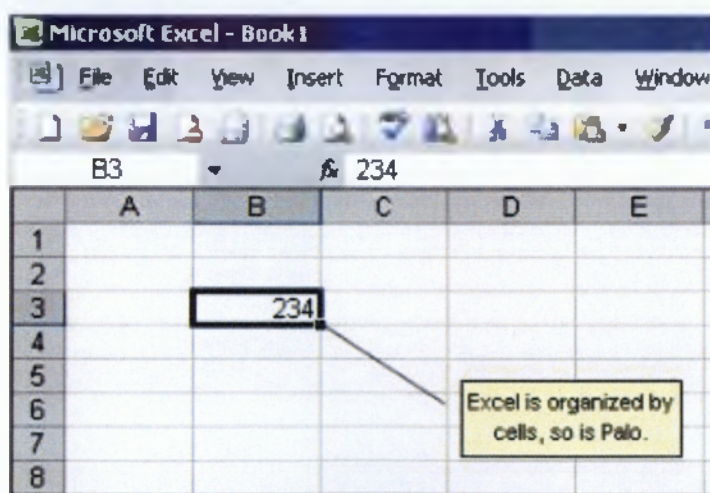 Microsoft Excel - Book1
File Edit View Insert Format Tools Data Window
B3 fx 234
A B C D E
1
2
3 234
4
5
6
7
8
Excel is organized by
cells, so is Palo.